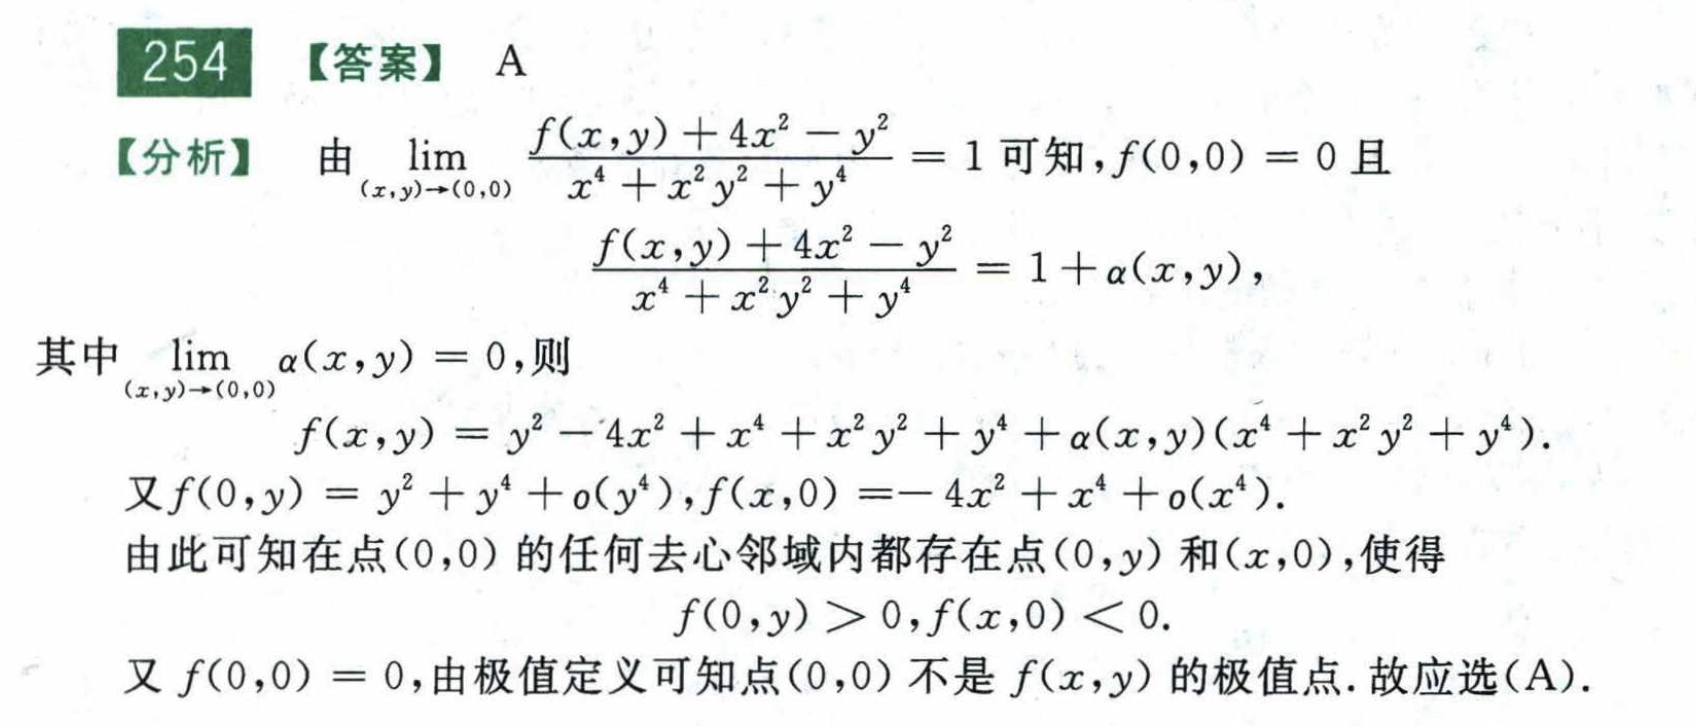 254 【答案】 A
【分析】 由 $\lim\limits_{(x,y)\to(0,0)} \dfrac{f(x,y)+4x^2-y^2}{x^4+x^2y^2+y^4} = 1$ 可知,$f(0,0)=0$ 且
$\dfrac{f(x,y)+4x^2-y^2}{x^4+x^2y^2+y^4} = 1+\alpha(x,y),$
其中 $\lim\limits_{(x,y)\to(0,0)} \alpha(x,y)=0$,则
$f(x,y)=y^2-4x^2+x^4+x^2y^2+y^4+\alpha(x,y)(x^4+x^2y^2+y^4).$
又$f(0,y)=y^2+y^4+o(y^4),f(x,0)=-4x^2+x^4+o(x^4).$
由此可知在点(0,0)的任何去心邻域内都存在点$(0,y)$和$(x,0)$,使得
$f(0,y)>0,f(x,0)<0.$
又 $f(0,0)=0$,由极值定义可知点(0,0)不是 $f(x,y)$ 的极值点.故应选(A).